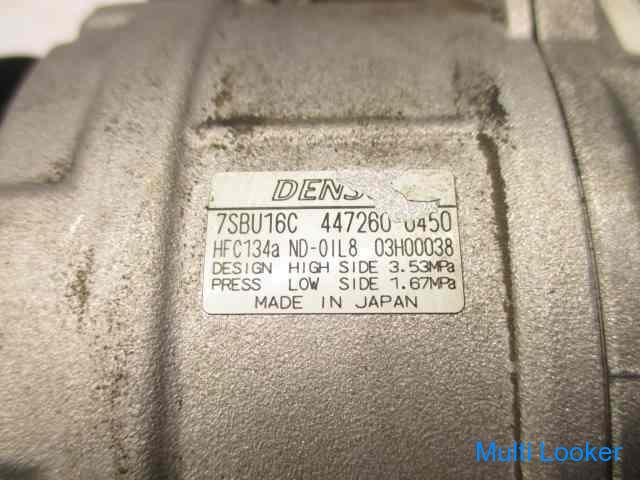 DENSO
7SBU16C 447260-0450
HFC134a ND-OIL8 03H00038
DESIGN HIGH SIDE 3.53MPa
PRESS LOW SIDE 1.67MPa
MADE IN JAPAN
Multi Looker